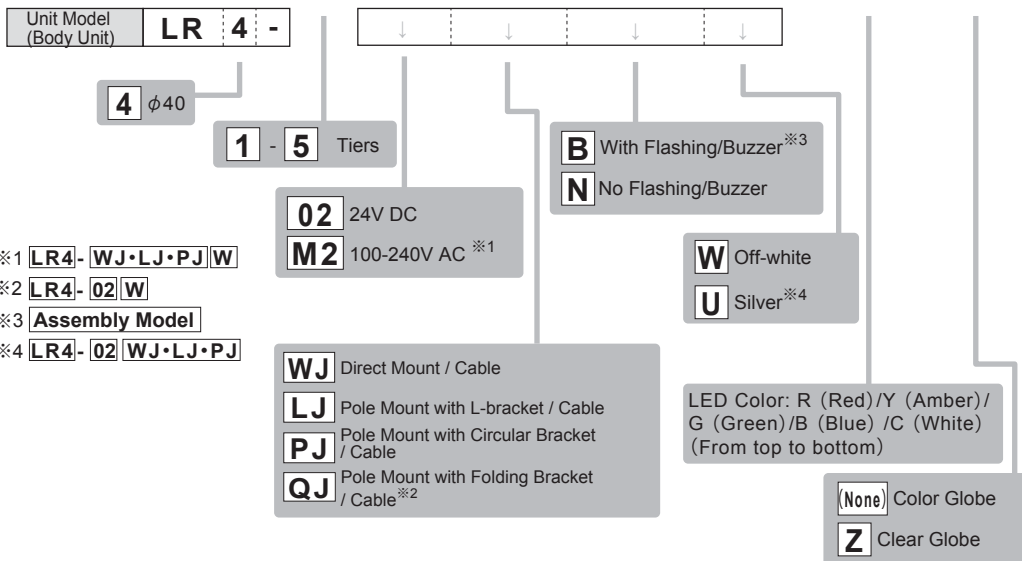 Unit Model
(Body Unit)
LR 4 -
↓ ↓ ↓ ↓
4 φ40
1 - 5 Tiers
02 24V DC
M2 100-240V AC ※1
B With Flashing/Buzzer※3
N No Flashing/Buzzer
W Off-white
U Silver※4
※1 LR4- WJ・LJ・PJ W
※2 LR4- 02 W
※3 Assembly Model
※4 LR4- 02 WJ・LJ・PJ
WJ Direct Mount / Cable
LJ Pole Mount with L-bracket / Cable
PJ Pole Mount with Circular Bracket
/ Cable
QJ Pole Mount with Folding Bracket
/ Cable※2
LED Color: R (Red)/Y (Amber)/
G (Green)/B (Blue) /C (White)
(From top to bottom)
(None) Color Globe
Z Clear Globe